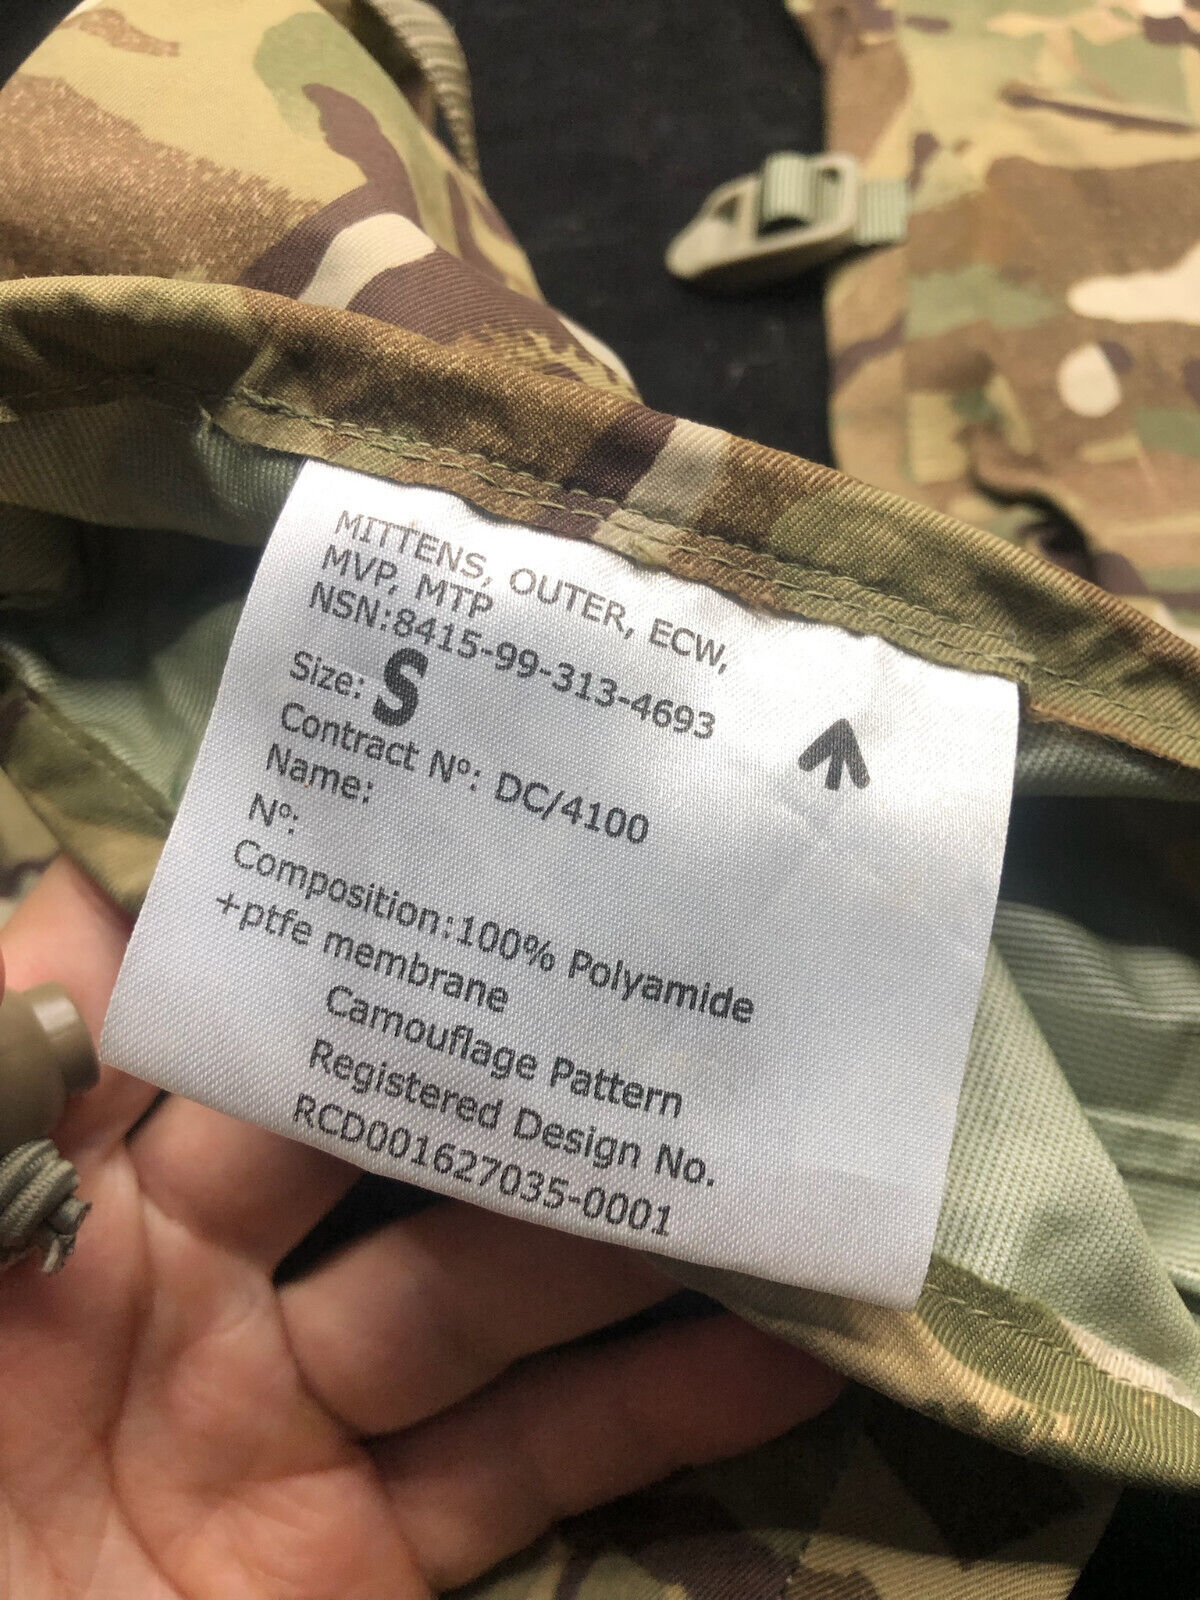 MITTENS, OUTER, ECW,
MVP, MTP
NSN:8415-99-313-4693
Size: S
Contract Nº: DC/4100
Name:
Nº:
Composition:100% Polyamide
+ptfe membrane
Camouflage Pattern
Registered Design No.
RCD001627035-0001